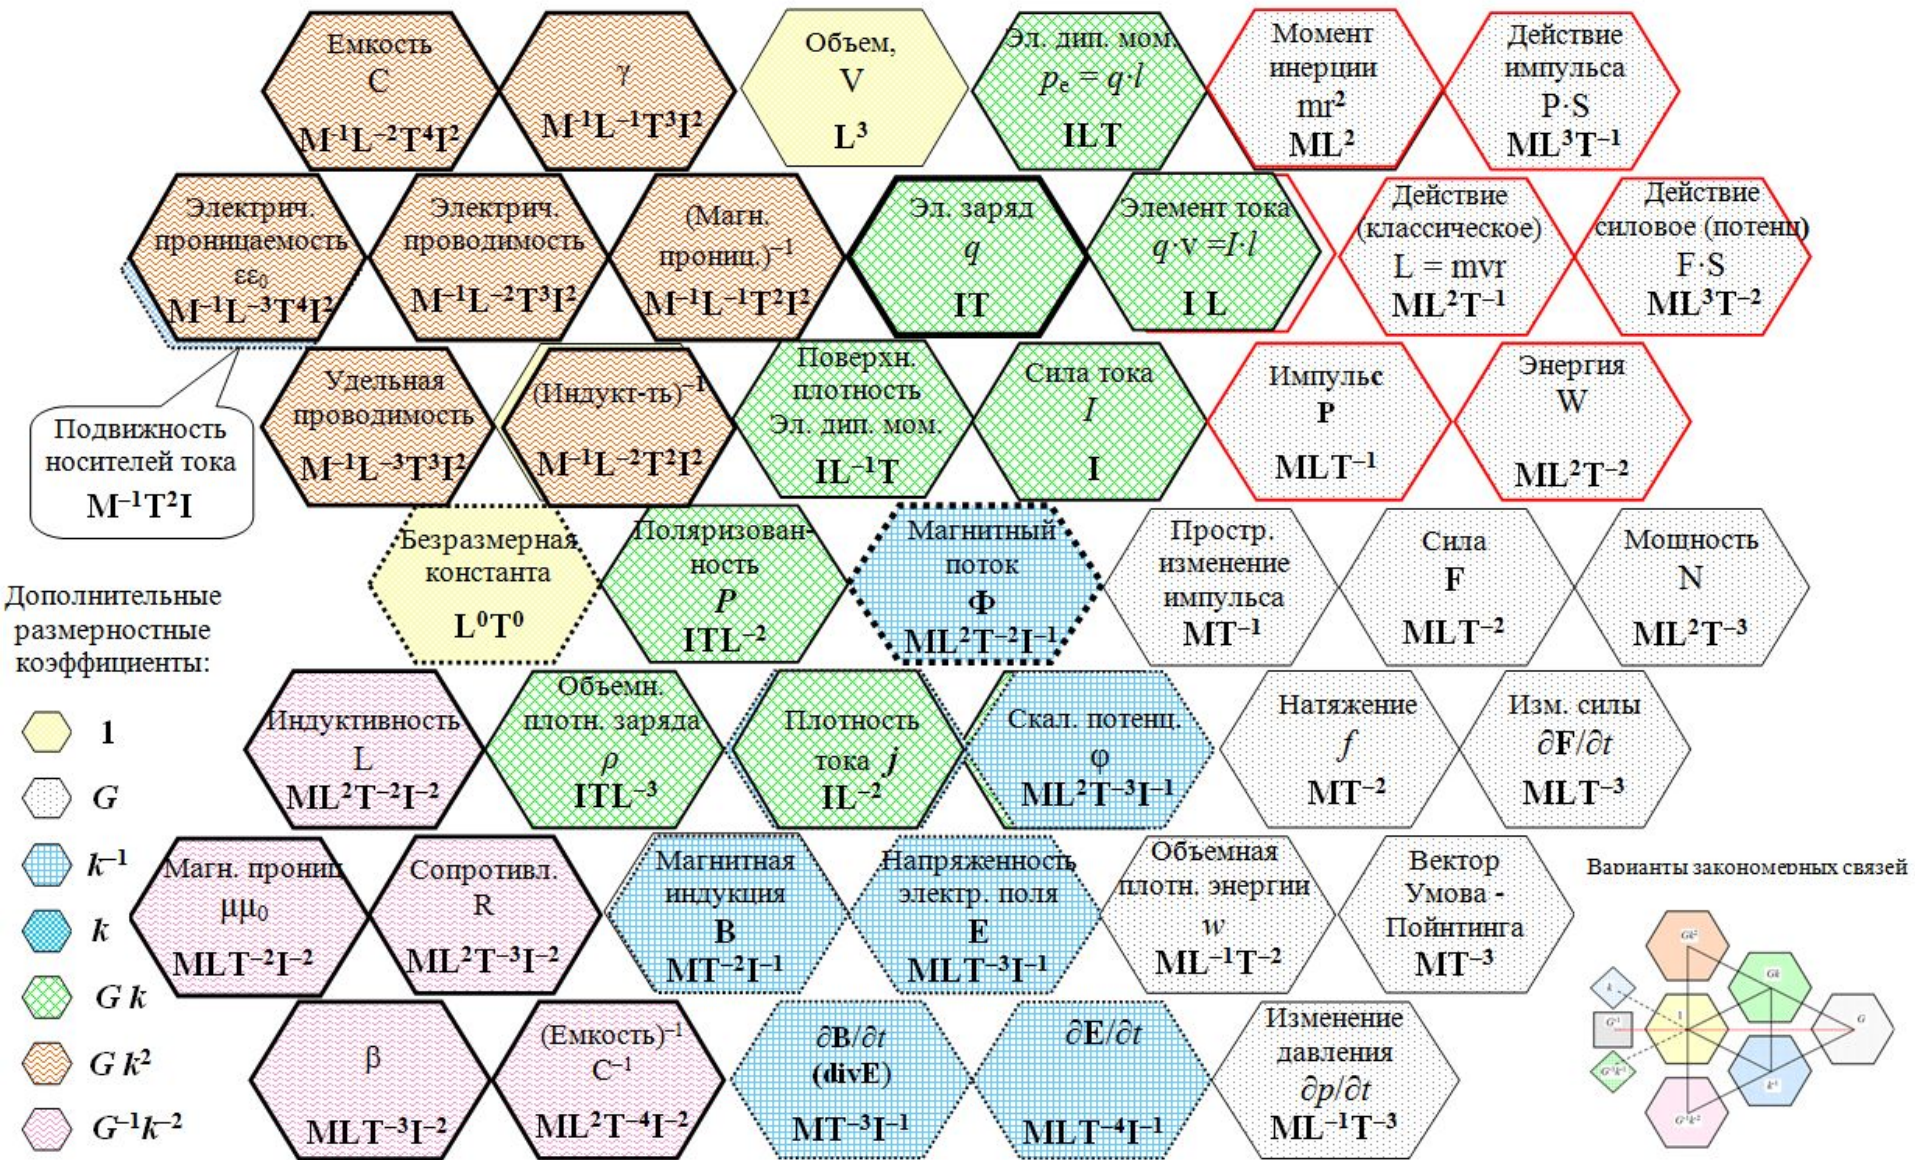 Емкость
C
M⁻¹L⁻²T⁴I²
γ
M⁻¹L⁻¹T³I²
Объем,
V
L³
Эл. дип. мом.
pₑ = q·l
ILT
Момент
инерции
mr²
ML²
Действие
импульса
P·S
ML³T⁻¹
Электрич.
проницаемость
εε₀
M⁻¹L⁻³T⁴I²
Электрич.
проводимость
M⁻¹L⁻²T³I²
(Магн.
прониц.)⁻¹
M⁻¹L⁻¹T²I²
Эл. заряд
q
IT
Элемент тока
q·v =I·l
I L
Действие
(классическое)
L = mvr
ML²T⁻¹
Действие
силовое (потенц)
F·S
ML³T⁻²
Подвижность
носителей тока
M⁻¹T²I
Удельная
проводимость
M⁻¹L⁻³T³I²
(Индукт-ть)⁻¹
M⁻¹L⁻²T²I²
Поверхн.
плотность
Эл. дип. мом.
IL⁻¹T
Сила тока
I
I
Импульс
P
MLT⁻¹
Энергия
W
ML²T⁻²
Безразмерная
константа
L⁰T⁰
Поляризован-
ность
P
ITL⁻²
Магнитный
поток
Φ
ML²T⁻²I⁻¹
Простр.
изменение
импульса
MT⁻¹
Сила
F
MLT⁻²
Мощность
N
ML²T⁻³
Дополнительные
размерностные
коэффициенты:
1
G
k⁻¹
k
G k
G k²
G⁻¹k⁻²
Индуктивность
L
ML²T⁻²I⁻²
Объемн.
плотн. заряда
ρ
ITL⁻³
Плотность
тока j
IL⁻²
Скал. потенц.
φ
ML²T⁻³I⁻¹
Натяжение
f
MT⁻²
Изм. силы
∂F/∂t
MLT⁻³
Магн. прониц
μμ₀
MLT⁻²I⁻²
Сопротивл.
R
ML²T⁻³I⁻²
Магнитная
индукция
B
MT⁻²I⁻¹
Напряженность
электр. поля
E
MLT⁻³I⁻¹
Объемная
плотн. энергии
w
ML⁻¹T⁻²
Вектор
Умова -
Пойнтинга
MT⁻³
β
MLT⁻³I⁻²
(Емкость)⁻¹
C⁻¹
ML²T⁻⁴I⁻²
∂B/∂t
(divE)
MT⁻³I⁻¹
∂E/∂t
MLT⁻⁴I⁻¹
Изменение
давления
∂p/∂t
ML⁻¹T⁻³
Варианты закономерных связей
Gk²
Gk
k
1
G⁻¹
G
G⁻¹k⁻¹
k⁻¹
G⁻¹k⁻²